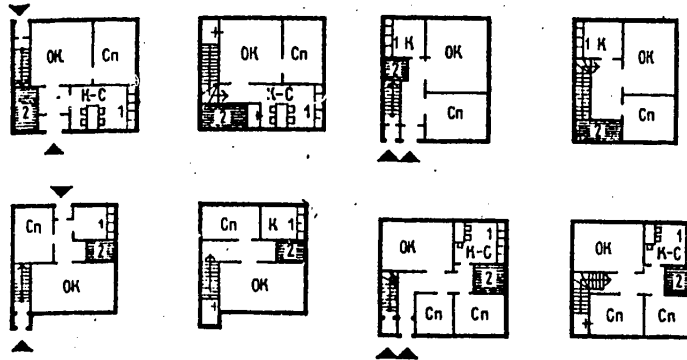 ОК Сп
К-С
2 1
ОК Сп
К-С
2 1
1 К ОК
2
Сп
1 К ОК
Сп
2
Сп 1
2
ОК
Сп К 1
2
ОК
ОК 1
К-С
2
Сп Сп
ОК 1
К-С
2
Сп Сп